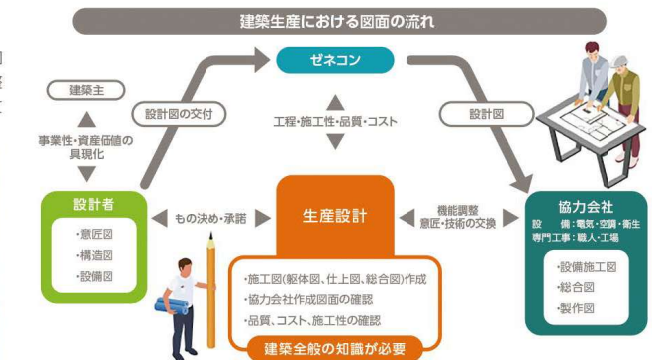 建築生産における図面の流れ
ゼネコン
建築主
設計図の交付
工程・施工性・品質・コスト
設計図
事業性・資産価値の
具現化
設計者
・意匠図
・構造図
・設備図
もの決め・承諾
生産設計
機能調整
意匠・技術の交換
協力会社
設　備:電気・空調・衛生
専門工事:職人・工場
・設備施工図
・総合図
・製作図
・施工図(躯体図、仕上図、総合図)作成
・協力会社作成図面の確認
・品質、コスト、施工性の確認
建築全般の知識が必要